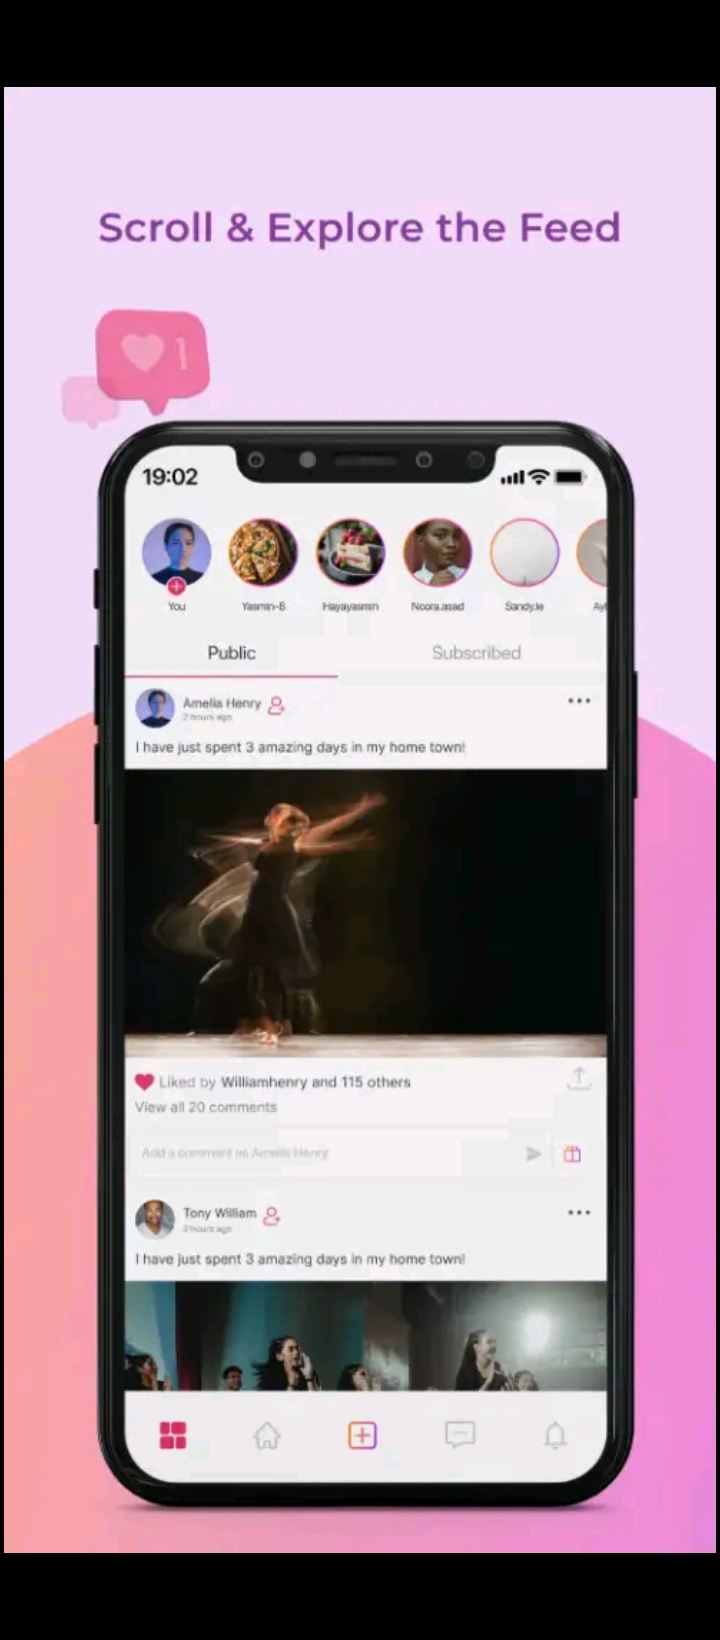 Scroll & Explore the Feed
1
19:02
You
Yasmin-B
Hayayasmin
Noora.asad
Sandy.le
Public
Subscribed
Amelia Henry
2 hours ago
I have just spent 3 amazing days in my home town!
Liked by Williamhenry and 115 others
View all 20 comments
Add a comment as Amelia Henry
Tony William
2 hours ago
I have just spent 3 amazing days in my home town!